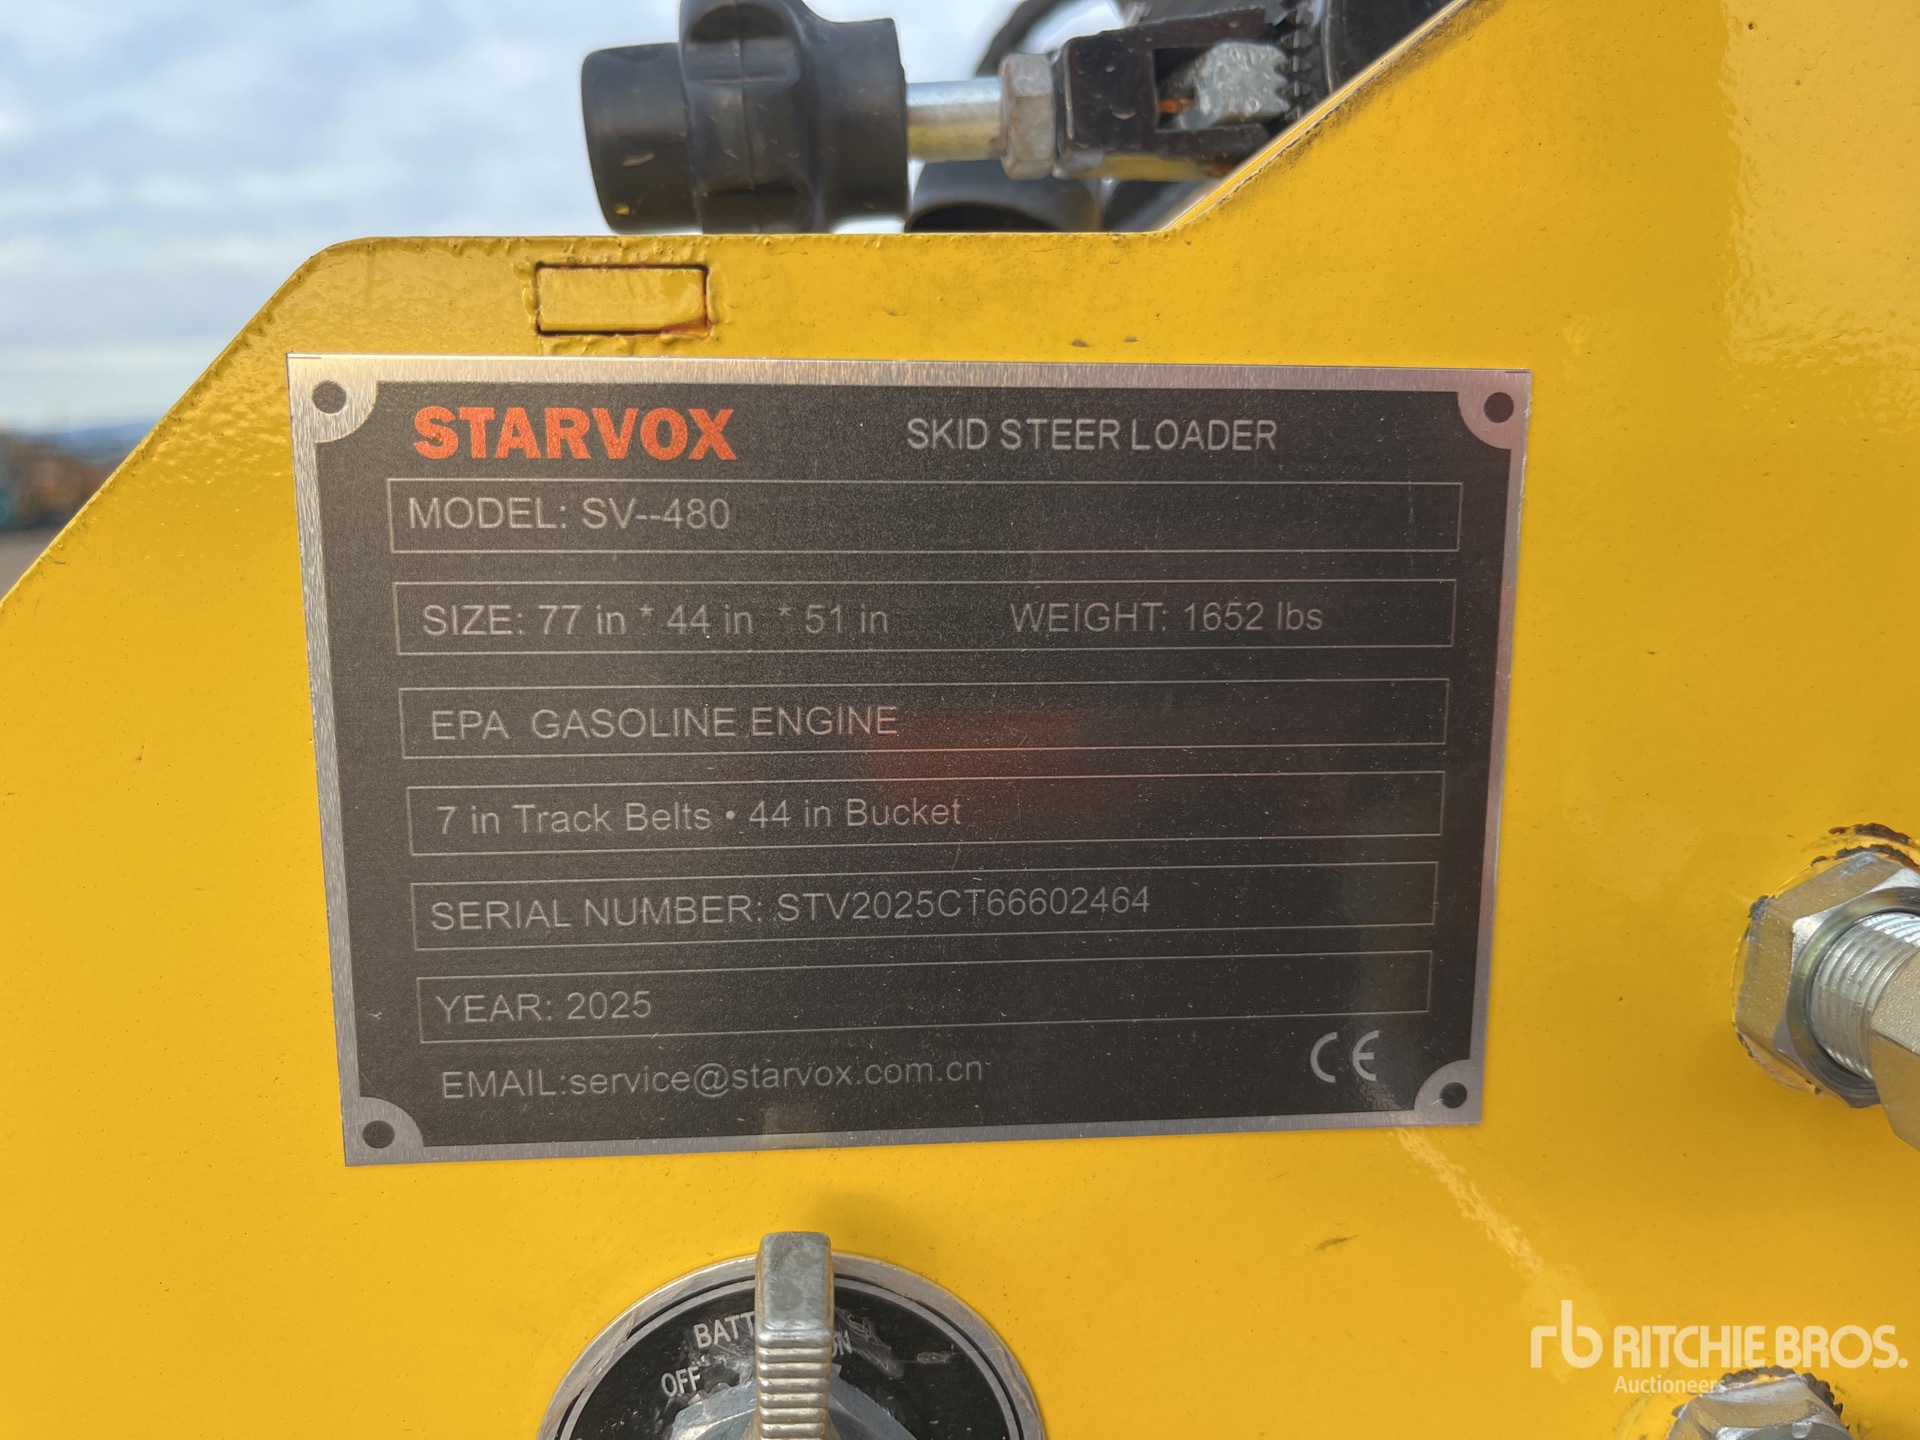 STARVOX SKID STEER LOADER
MODEL: SV--480
SIZE: 77 in * 44 in * 51 in WEIGHT: 1652 lbs
EPA GASOLINE ENGINE
7 in Track Belts • 44 in Bucket
SERIAL NUMBER: STV2025CT66602464
YEAR: 2025
EMAIL:service@starvox.com.cn
CE
OFF
rb RITCHIE BROS.
Auctioneers